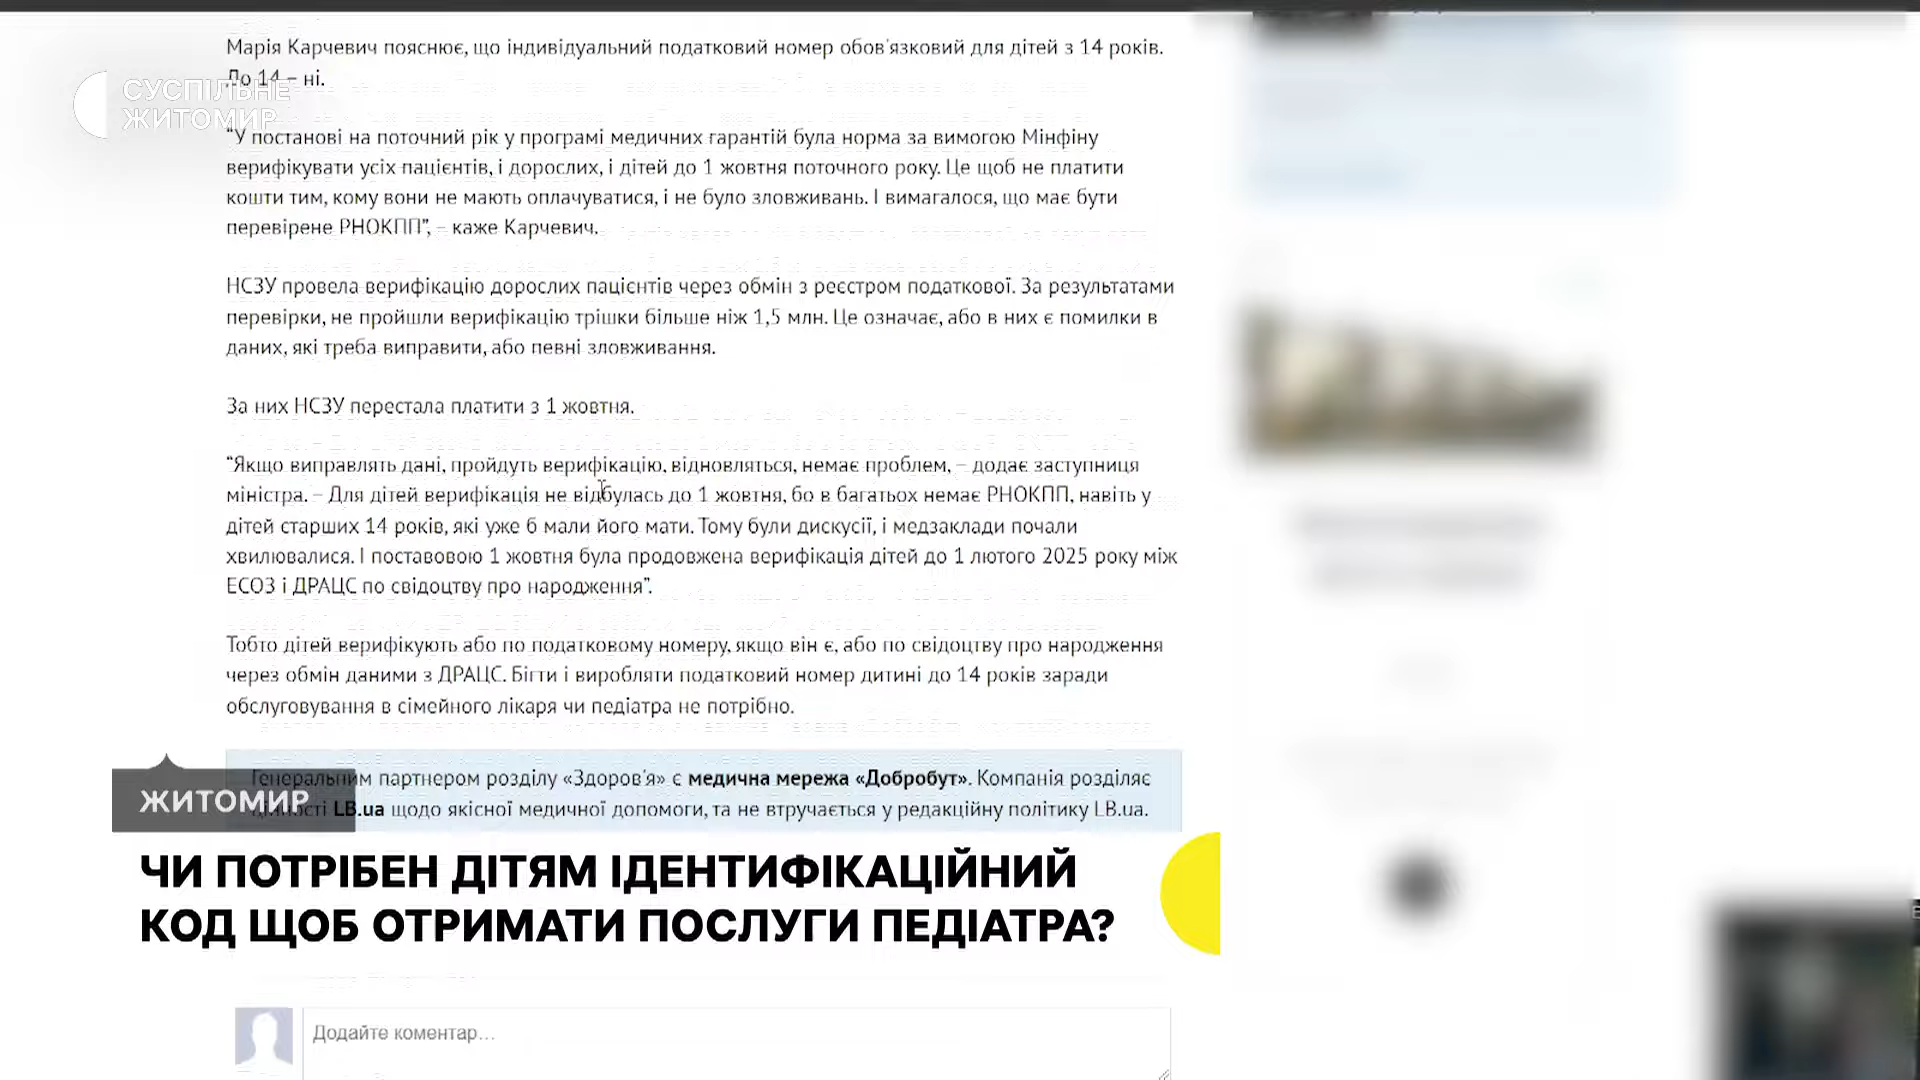 Марія Карчевич пояснює, що індивідуальний податковий номер обов'язковий для дітей з 14 років.
До 14 – ні.
СУСПІЛЬНЕ
ЖИТОМИР
“У постанові на поточний рік у програмі медичних гарантій була норма за вимогою Мінфіну
верифікувати усіх пацієнтів, і дорослих, і дітей до 1 жовтня поточного року. Це щоб не платити
кошти тим, кому вони не мають оплачуватися, і не було зловживань. І вимагалося, що має бути
перевірене РНОКПП”, – каже Карчевич.
НСЗУ провела верифікацію дорослих пацієнтів через обмін з реєстром податкової. За результатами
перевірки, не пройшли верифікацію трішки більше ніж 1,5 млн. Це означає, або в них є помилки в
даних, які треба виправити, або певні зловживання.
За них НСЗУ перестала платити з 1 жовтня.
“Якщо виправлять дані, пройдуть верифікацію, відновляться, немає проблем, – додає заступниця
міністра. – Для дітей верифікація не відбулась до 1 жовтня, бо в багатьох немає РНОКПП, навіть у
дітей старших 14 років, які уже б мали його мати. Тому були дискусії, і медзаклади почали
хвилювалися. І поставовою 1 жовтня була продовжена верифікація дітей до 1 лютого 2025 року між
ЕСОЗ і ДРАЦС по свідоцтву про народження”.
Тобто дітей верифікують або по податковому номеру, якщо він є, або по свідоцтву про народження
через обмін даними з ДРАЦС. Бігти і виробляти податковий номер дитині до 14 років заради
обслуговування в сімейного лікаря чи педіатра не потрібно.
Генеральним партнером розділу «Здоров'я» є медична мережа «Добробут». Компанія розділяє
цінності LB.ua щодо якісної медичної допомоги, та не втручається у редакційну політику LB.ua.
ЖИТОМИР
ЧИ ПОТРІБЕН ДІТЯМ ІДЕНТИФІКАЦІЙНИЙ
КОД ЩОБ ОТРИМАТИ ПОСЛУГИ ПЕДІАТРА?
Додайте коментар...